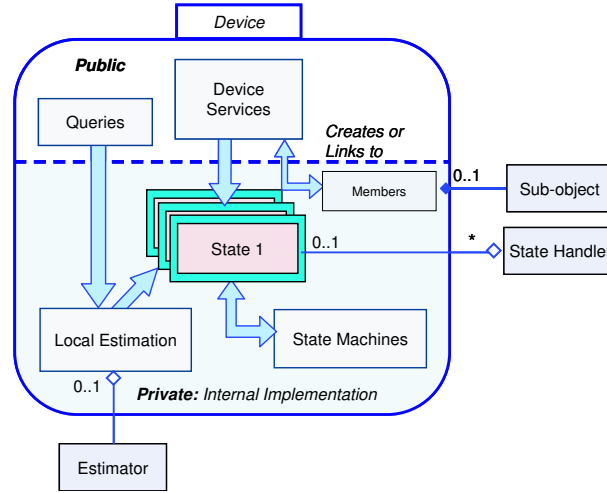 Device
Public
Device
Services
Queries
Creates or
Links to
Members
0..1
Sub-object
State 1
0..1
*
State Handler
Local Estimation
State Machines
0..1
Private: Internal Implementation
Estimator